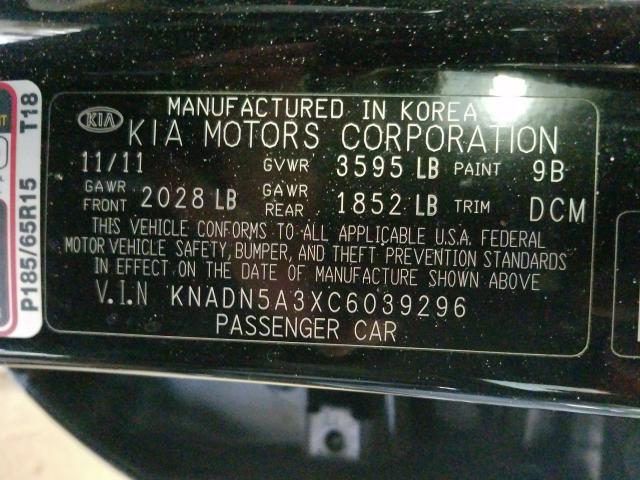 MANUFACTURED IN KOREA
KIA KIA MOTORS CORPORATION
11/11 GVWR 3595 LB PAINT 9B
GAWR FRONT 2028 LB GAWR REAR 1852 LB TRIM DCM
THIS VEHICLE CONFORMS TO ALL APPLICABLE U.S.A. FEDERAL
MOTOR VEHICLE SAFETY, BUMPER, AND THEFT PREVENTION STANDARDS
IN EFFECT ON THE DATE OF MANUFACTURE SHOWN ABOVE
V.I.N KNADN5A3XC6039296
PASSENGER CAR
P185/65R15 T18